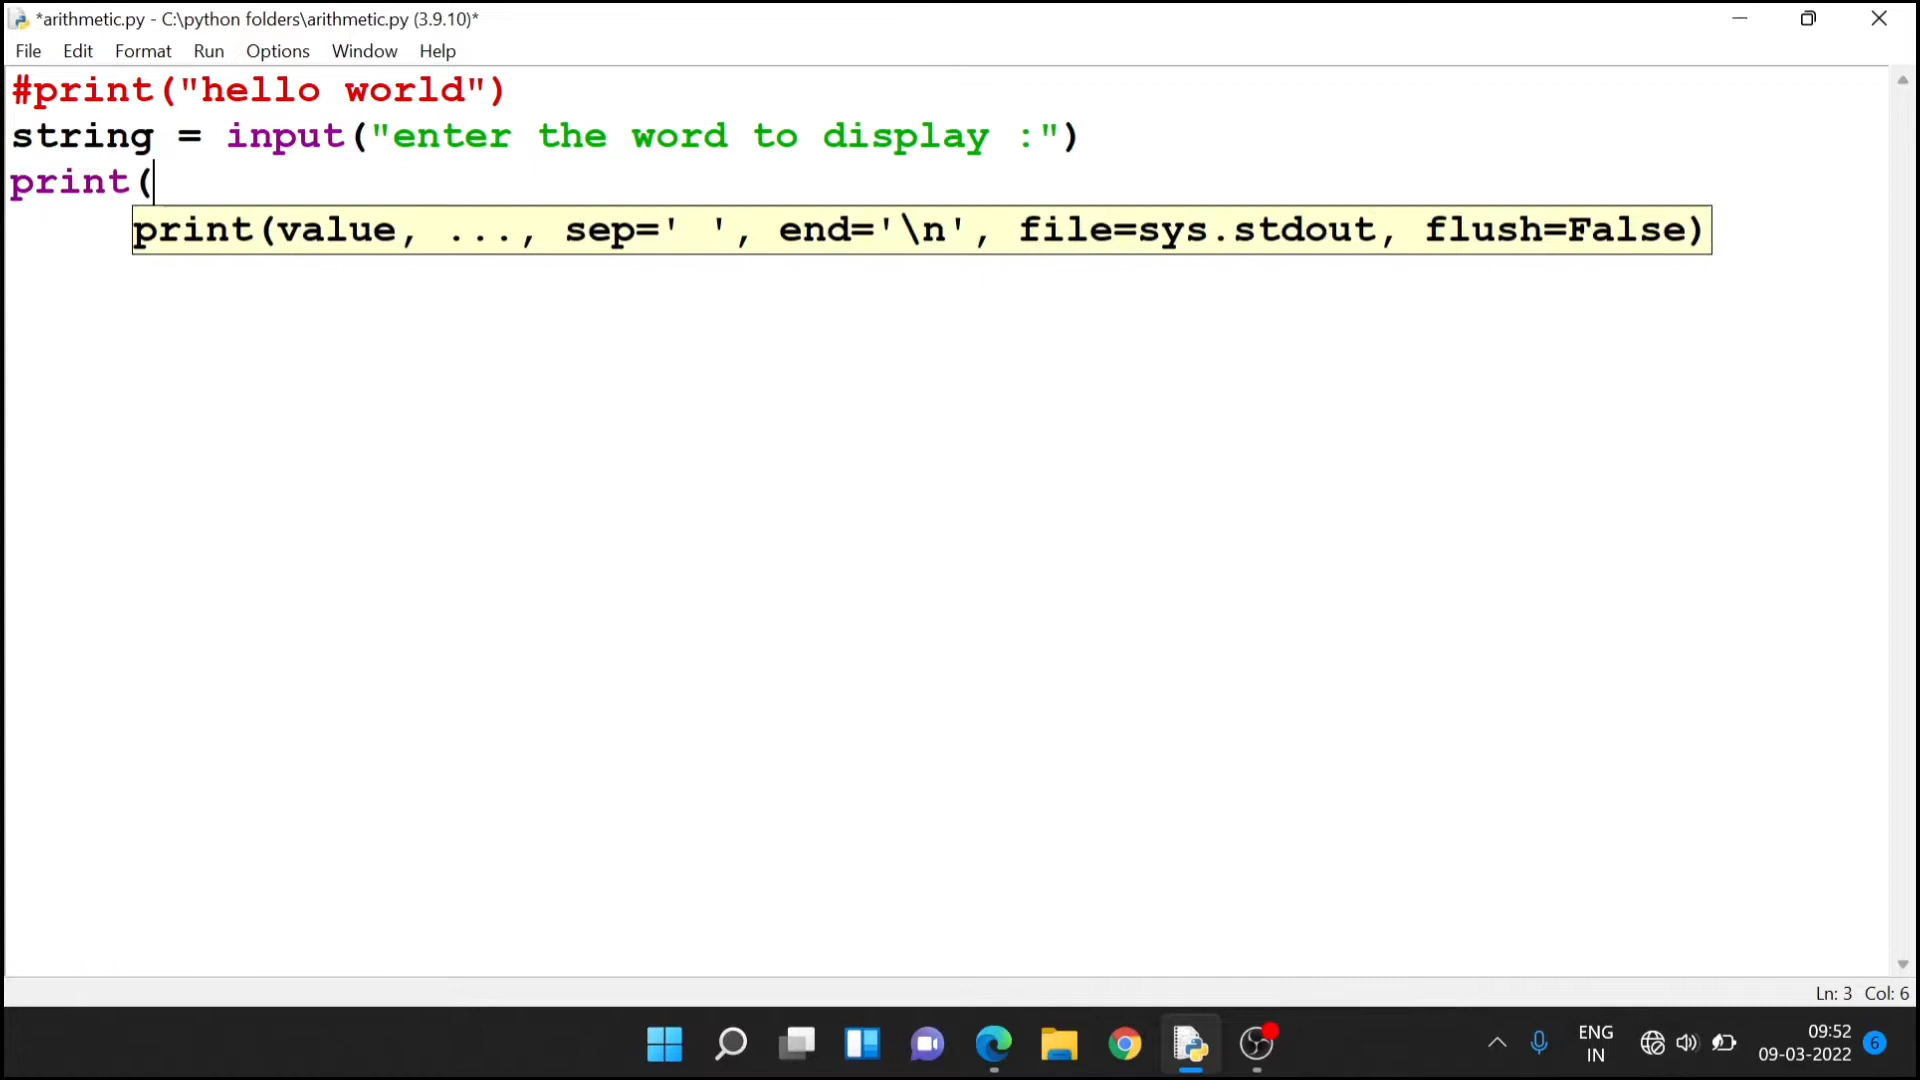 *arithmetic.py - C:\python folders\arithmetic.py (3.9.10)*
File Edit Format Run Options Window Help
#print("hello world")
string = input("enter the word to display :")
print(
print(value, ..., sep=' ', end='\n', file=sys.stdout, flush=False)
Ln: 3 Col: 6
ENG
IN
09:52
09-03-2022
6